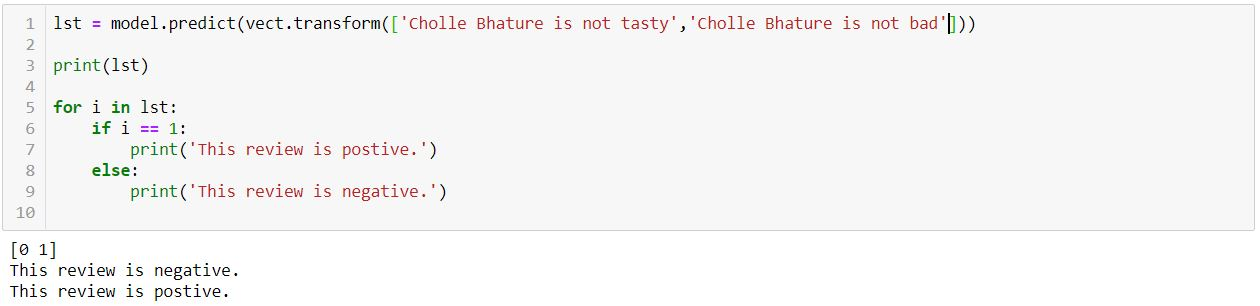 1 lst = model.predict(vect.transform(['Cholle Bhature is not tasty','Cholle Bhature is not bad']))
2
3 print(lst)
4
5 for i in lst:
6     if i == 1:
7         print('This review is postive.')
8     else:
9         print('This review is negative.')
10
[0 1]
This review is negative.
This review is postive.